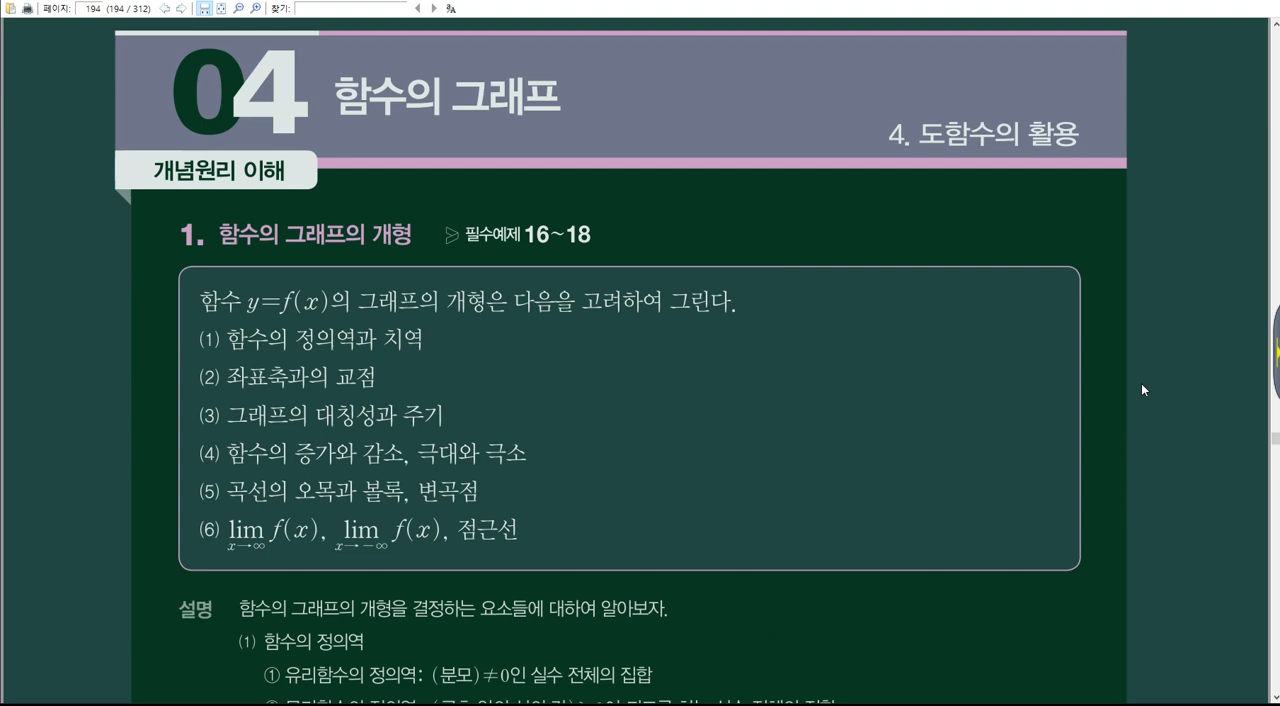 페이지: 194 (194 / 312) 찾기:
04 함수의 그래프
4. 도함수의 활용
개념원리 이해
1. 함수의 그래프의 개형 ▷ 필수예제 16~18
함수 y=f(x)의 그래프의 개형은 다음을 고려하여 그린다.
(1) 함수의 정의역과 치역
(2) 좌표축과의 교점
(3) 그래프의 대칭성과 주기
(4) 함수의 증가와 감소, 극대와 극소
(5) 곡선의 오목과 볼록, 변곡점
(6) lim x→∞ f(x), lim x→-∞ f(x), 점근선
설명 함수의 그래프의 개형을 결정하는 요소들에 대하여 알아보자.
(1) 함수의 정의역
① 유리함수의 정의역: (분모)≠0인 실수 전체의 집합